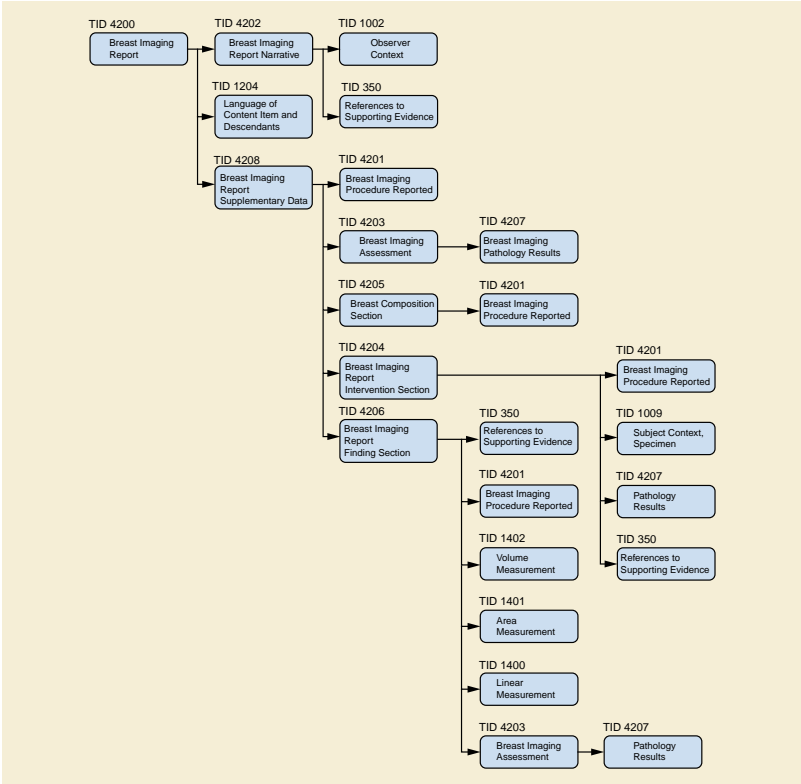 TID 4200
Breast Imaging
Report
TID 4202
Breast Imaging
Report Narrative
TID 1002
Observer
Context
TID 350
References to
Supporting Evidence
TID 1204
Language of
Content Item and
Descendants
TID 4208
Breast Imaging
Report
Supplementary Data
TID 4201
Breast Imaging
Procedure Reported
TID 4203
Breast Imaging
Assessment
TID 4207
Breast Imaging
Pathology Results
TID 4205
Breast Composition
Section
TID 4201
Breast Imaging
Procedure Reported
TID 4204
Breast Imaging
Report
Intervention Section
TID 4201
Breast Imaging
Procedure Reported
TID 1009
Subject Context,
Specimen
TID 4207
Pathology
Results
TID 350
References to
Supporting Evidence
TID 4206
Breast Imaging
Report
Finding Section
TID 350
References to
Supporting Evidence
TID 4201
Breast Imaging
Procedure Reported
TID 1402
Volume
Measurement
TID 1401
Area
Measurement
TID 1400
Linear
Measurement
TID 4203
Breast Imaging
Assessment
TID 4207
Pathology
Results